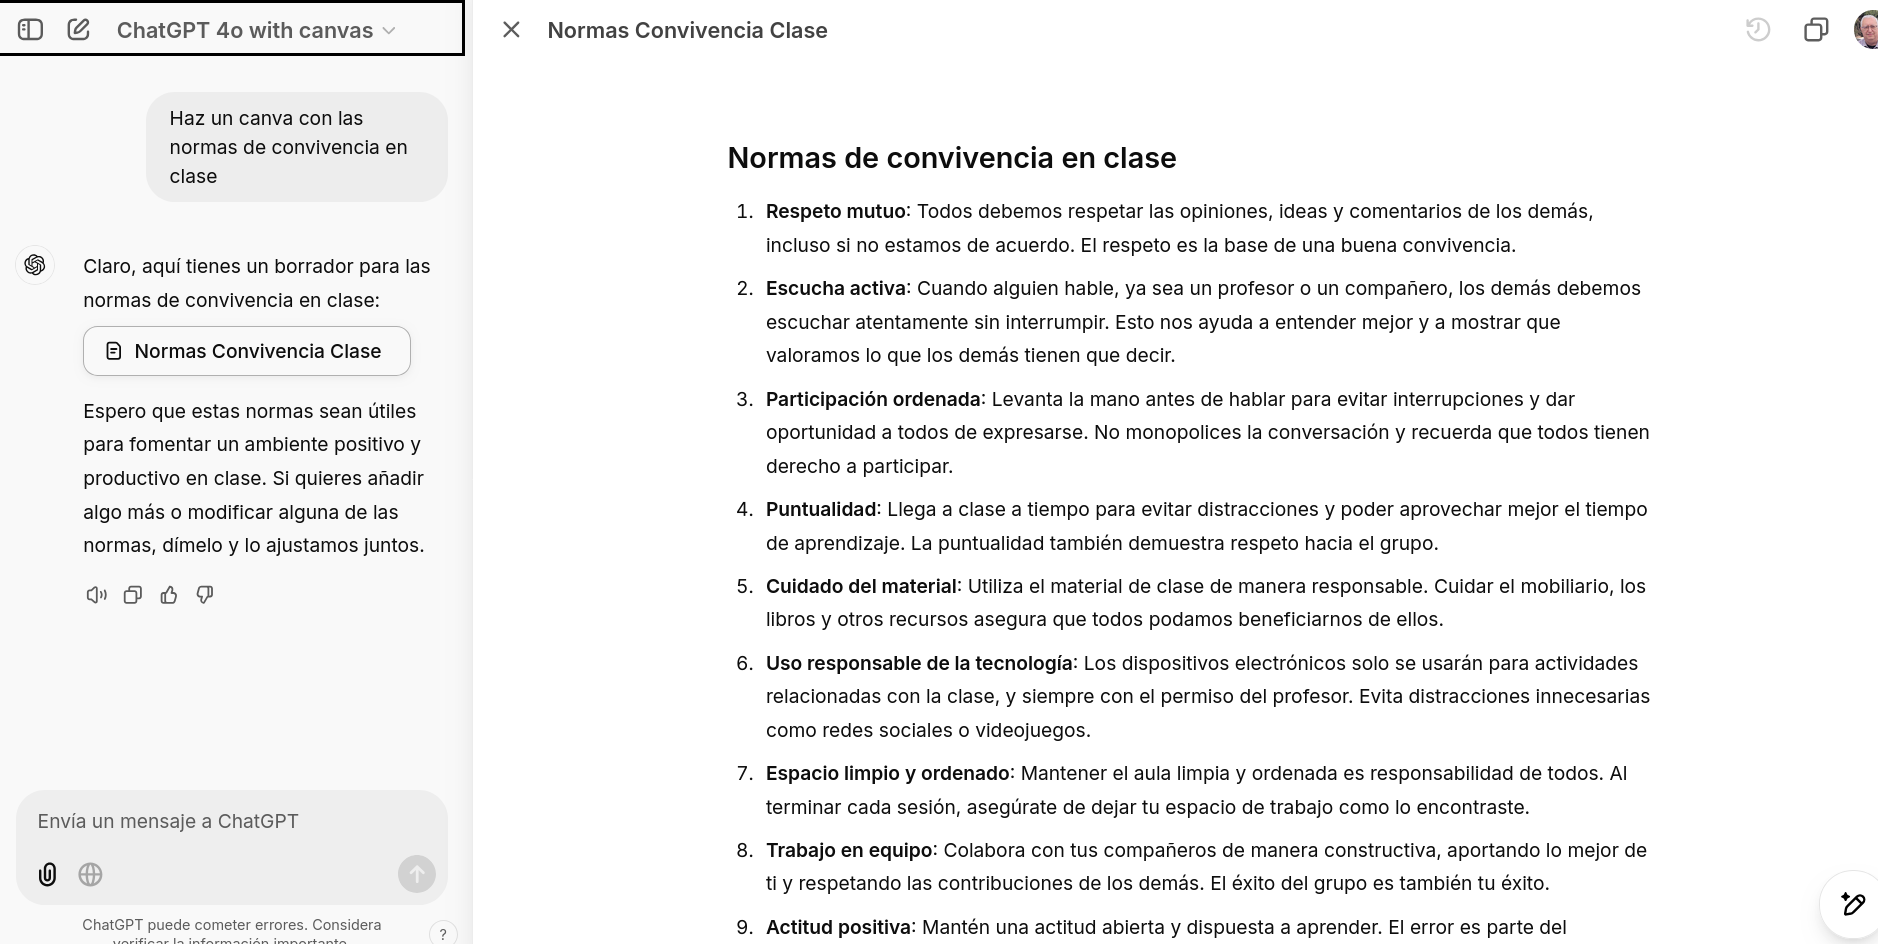 ChatGPT 4o with canvas
Haz un canva con las
normas de convivencia en
clase
Claro, aquí tienes un borrador para las
normas de convivencia en clase:
Normas Convivencia Clase
Espero que estas normas sean útiles
para fomentar un ambiente positivo y
productivo en clase. Si quieres añadir
algo más o modificar alguna de las
normas, dímelo y lo ajustamos juntos.
Envía un mensaje a ChatGPT
ChatGPT puede cometer errores. Considera
verificar la información importante.
?
Normas Convivencia Clase
Normas de convivencia en clase
1. Respeto mutuo: Todos debemos respetar las opiniones, ideas y comentarios de los demás,
incluso si no estamos de acuerdo. El respeto es la base de una buena convivencia.
2. Escucha activa: Cuando alguien hable, ya sea un profesor o un compañero, los demás debemos
escuchar atentamente sin interrumpir. Esto nos ayuda a entender mejor y a mostrar que
valoramos lo que los demás tienen que decir.
3. Participación ordenada: Levanta la mano antes de hablar para evitar interrupciones y dar
oportunidad a todos de expresarse. No monopolices la conversación y recuerda que todos tienen
derecho a participar.
4. Puntualidad: Llega a clase a tiempo para evitar distracciones y poder aprovechar mejor el tiempo
de aprendizaje. La puntualidad también demuestra respeto hacia el grupo.
5. Cuidado del material: Utiliza el material de clase de manera responsable. Cuidar el mobiliario, los
libros y otros recursos asegura que todos podamos beneficiarnos de ellos.
6. Uso responsable de la tecnología: Los dispositivos electrónicos solo se usarán para actividades
relacionadas con la clase, y siempre con el permiso del profesor. Evita distracciones innecesarias
como redes sociales o videojuegos.
7. Espacio limpio y ordenado: Mantener el aula limpia y ordenada es responsabilidad de todos. Al
terminar cada sesión, asegúrate de dejar tu espacio de trabajo como lo encontraste.
8. Trabajo en equipo: Colabora con tus compañeros de manera constructiva, aportando lo mejor de
ti y respetando las contribuciones de los demás. El éxito del grupo es también tu éxito.
9. Actitud positiva: Mantén una actitud abierta y dispuesta a aprender. El error es parte del